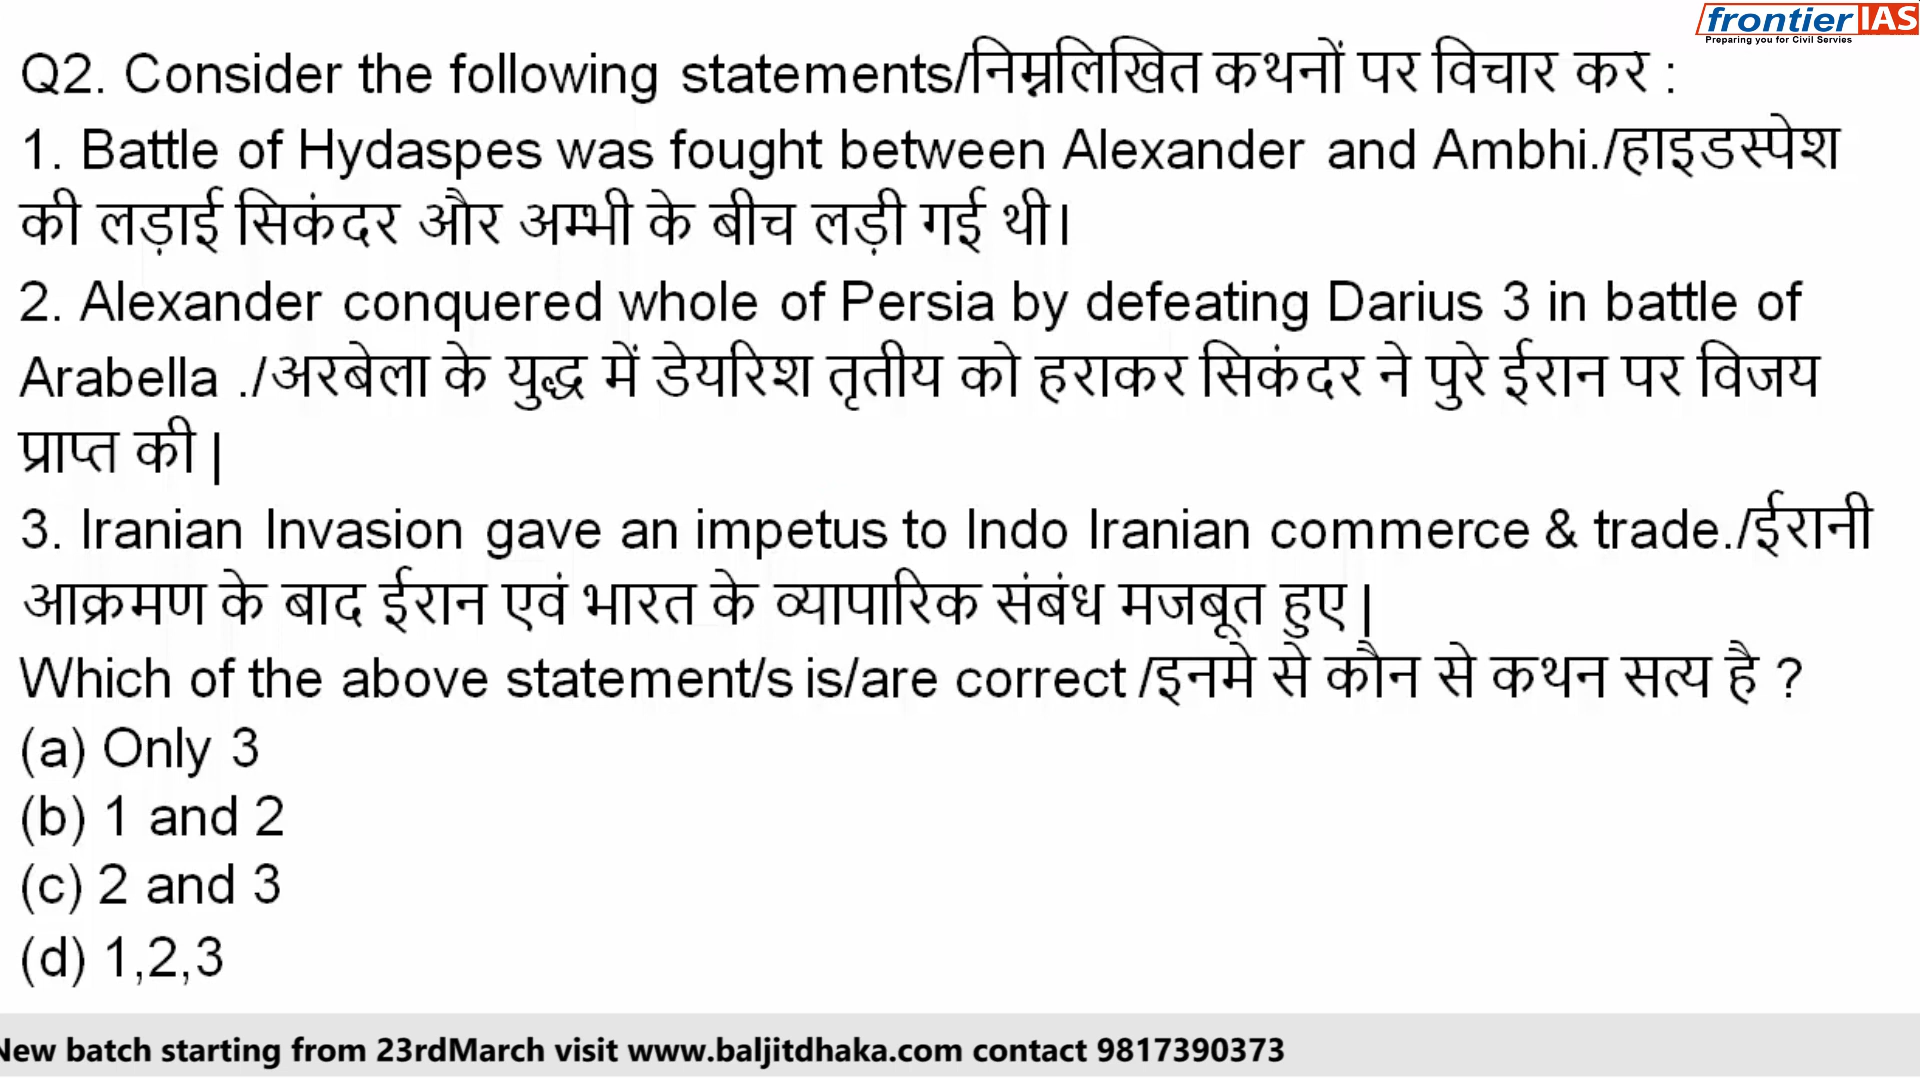 frontier IAS
Preparing you for Civil Servies
Q2. Consider the following statements/निम्नलिखित कथनों पर विचार कर :
1. Battle of Hydaspes was fought between Alexander and Ambhi./हाइडस्पेश
की लड़ाई सिकंदर और अम्भी के बीच लड़ी गई थी।
2. Alexander conquered whole of Persia by defeating Darius 3 in battle of
Arabella ./अरबेला के युद्ध में डेयरिश तृतीय को हराकर सिकंदर ने पुरे ईरान पर विजय
प्राप्त की|
3. Iranian Invasion gave an impetus to Indo Iranian commerce & trade./ईरानी
आक्रमण के बाद ईरान एवं भारत के व्यापारिक संबंध मजबूत हुए|
Which of the above statement/s is/are correct /इनमे से कौन से कथन सत्य है ?
(a) Only 3
(b) 1 and 2
(c) 2 and 3
(d) 1,2,3
New batch starting from 23rdMarch visit www.baljitdhaka.com contact 9817390373